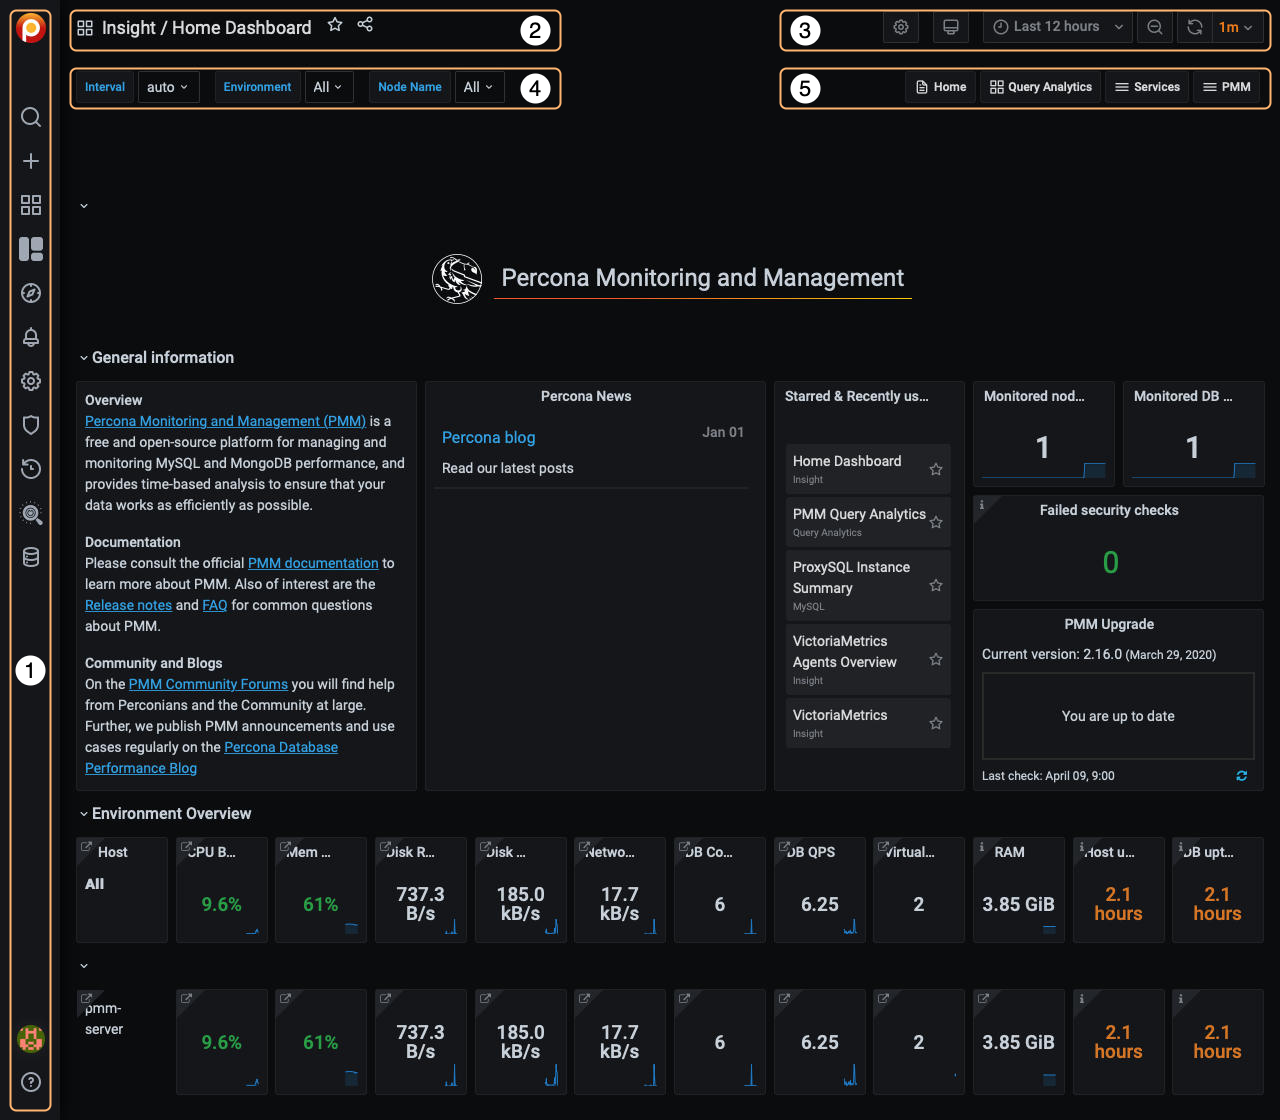 1
Insight / Home Dashboard
2
3
Last 12 hours
1m
Interval
auto
Environment
All
Node Name
All
4
5
Home
Query Analytics
Services
PMM
Percona Monitoring and Management
General information
Overview
Percona Monitoring and Management (PMM) is a
free and open-source platform for managing and
monitoring MySQL and MongoDB performance, and
provides time-based analysis to ensure that your
data works as efficiently as possible.
Documentation
Please consult the official PMM documentation to
learn more about PMM. Also of interest are the
Release notes and FAQ for common questions
about PMM.
Community and Blogs
On the PMM Community Forums you will find help
from Perconians and the Community at large.
Further, we publish PMM announcements and use
cases regularly on the Percona Database
Performance Blog
Percona News
Percona blog
Jan 01
Read our latest posts
Starred & Recently us...
Home Dashboard
Insight
PMM Query Analytics
Query Analytics
ProxySQL Instance
Summary
MySQL
VictoriaMetrics
Agents Overview
Insight
VictoriaMetrics
Insight
Monitored nod...
1
Monitored DB ...
1
Failed security checks
0
PMM Upgrade
Current version: 2.16.0 (March 29, 2020)
You are up to date
Last check: April 09, 9:00
Environment Overview
Host
All
CPU B...
9.6%
Mem ...
61%
Disk R...
737.3
B/s
Disk ...
185.0
kB/s
Netwo...
17.7
kB/s
DB Co...
6
DB QPS
6.25
Virtual...
2
RAM
3.85 GiB
Host u...
2.1
hours
DB upt...
2.1
hours
pmm-
server
9.6%
61%
737.3
B/s
185.0
kB/s
17.7
kB/s
6
6.25
2
3.85 GiB
2.1
hours
2.1
hours